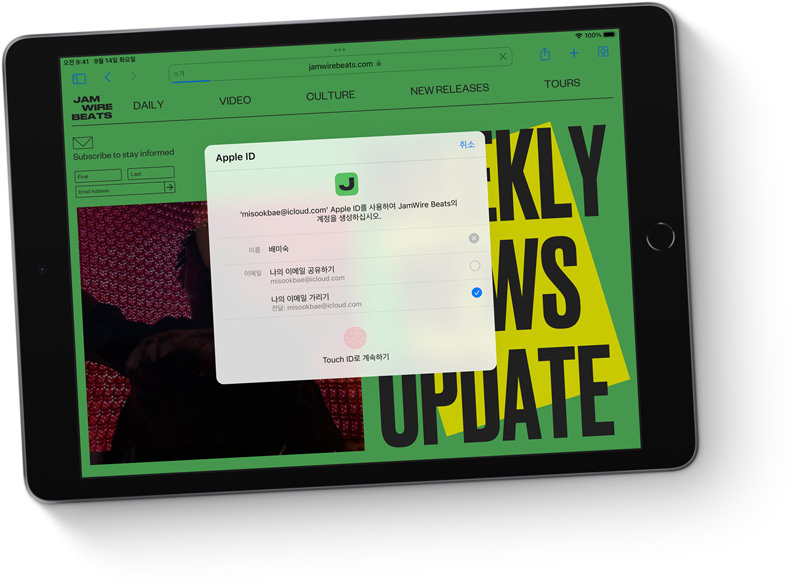 오전 9:41 9월 14일 화요일
100%
jamwirebeats.com
JAM
WIRE
BEATS
DAILY
VIDEO
CULTURE
NEW RELEASES
TOURS
Subscribe to stay informed
First
Last
Email Address
Apple ID
취소
J
'misookbae@icloud.com' Apple ID를 사용하여 JamWire Beats의
계정을 생성하십시오.
이름 배미숙
이메일 나의 이메일 공유하기
misookbae@icloud.com
나의 이메일 가리기
전달: misookbae@icloud.com
Touch ID로 계속하기
EKLY
WS
UPDATE